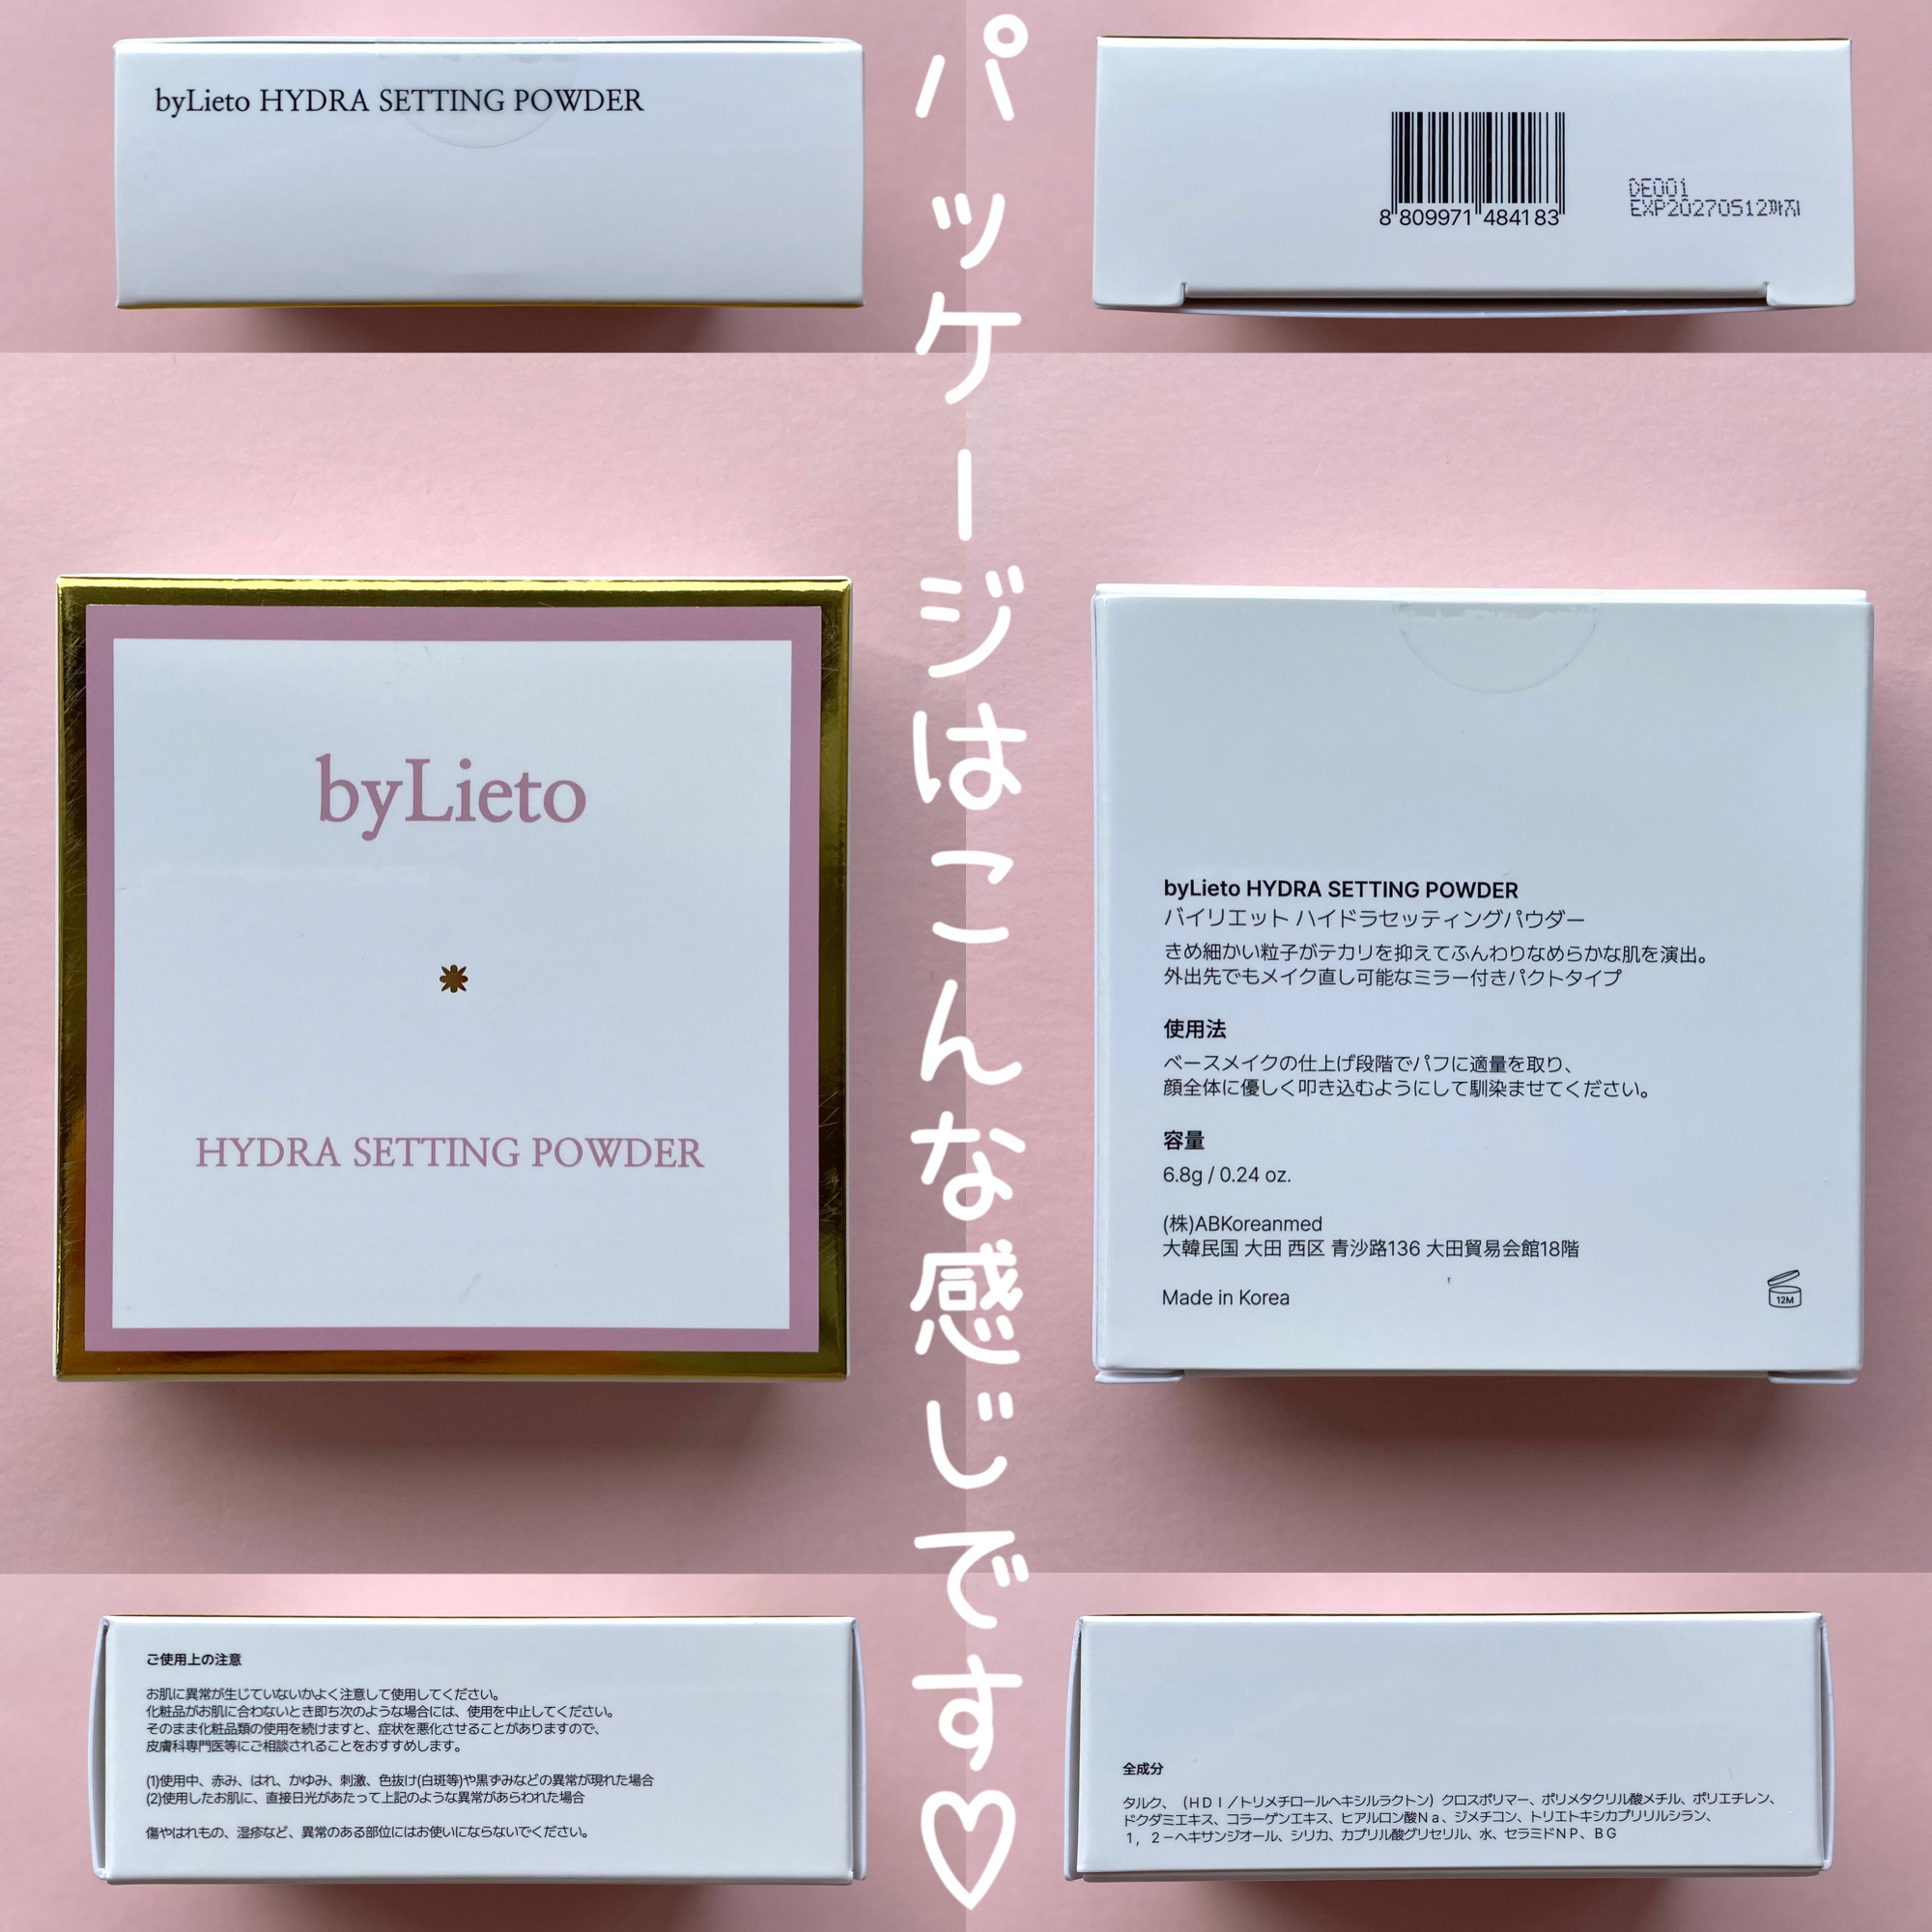 byLieto HYDRA SETTING POWDER
8 809971 484183
DE001
EXP20270512까지
パッケージはこんな感じです♡
byLieto
HYDRA SETTING POWDER
byLieto HYDRA SETTING POWDER
バイリエット ハイドラセッティングパウダー
きめ細かい粒子がテカリを抑えてふんわりなめらかな肌を演出。
外出先でもメイク直し可能なミラー付きパクトタイプ
使用法
ベースメイクの仕上げ段階でパフに適量を取り、
顔全体に優しく叩き込むようにして馴染ませてください。
容量
6.8g / 0.24 oz.
(株)ABKoreanmed
大韓民国 大田 西区 青沙路136 大田貿易会館18階
Made in Korea
12M
ご使用上の注意
お肌に異常が生じていないかよく注意して使用してください。
化粧品がお肌に合わないとき即ち次のような場合には、使用を中止してください。
そのまま化粧品類の使用を続けますと、症状を悪化させることがありますので、
皮膚科専門医等にご相談されることをおすすめします。
(1)使用中、赤み、はれ、かゆみ、刺激、色抜け(白斑等)や黒ずみなどの異常が現れた場合
(2)使用したお肌に、直接日光があたって上記のような異常があらわれた場合
傷やはれもの、湿疹など、異常のある部位にはお使いにならないでください。
全成分
タルク、（ＨＤＩ／トリメチロールヘキシルラクトン）クロスポリマー、ポリメタクリル酸メチル、ポリエチレン、
ドクダミエキス、コラーゲンエキス、ヒアルロン酸Ｎａ、ジメチコン、トリエトキシカプリリルシラン、
１，２－ヘキサンジオール、シリカ、カプリル酸グリセリル、水、セラミドＮＰ、ＢＧ